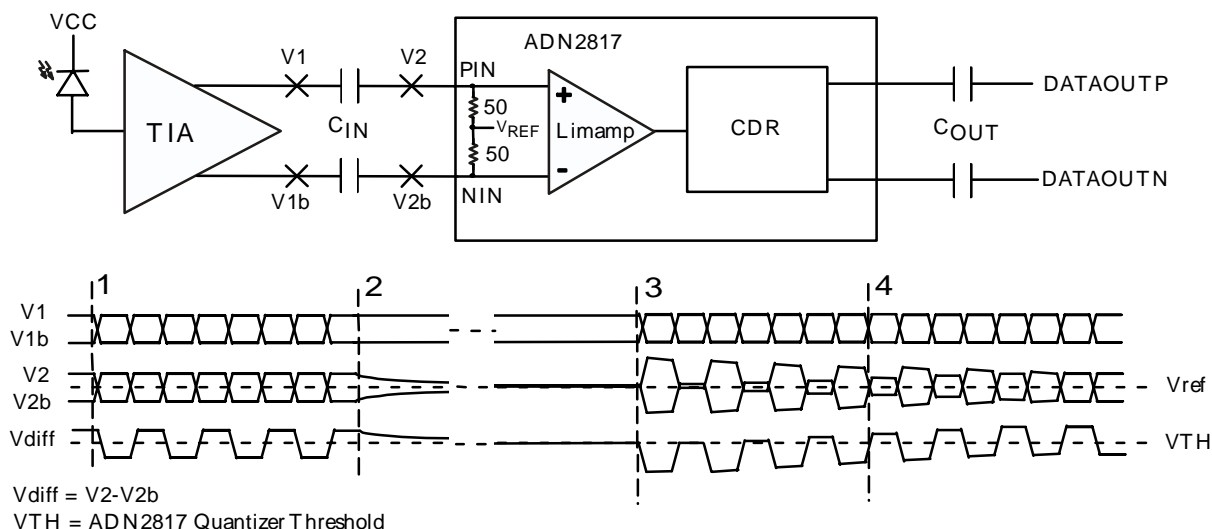 VCC
ADN2817
V1
V2
PIN
TIA
CIN
50
VREF
50
+
Limamp
-
CDR
COUT
DATAOUTP
V1b
V2b
NIN
DATAOUTN
1
2
3
4
V1
V1b
V2
V2b
Vref
Vdiff
VTH
Vdiff = V2-V2b
VTH = ADN2817 Quantizer Threshold